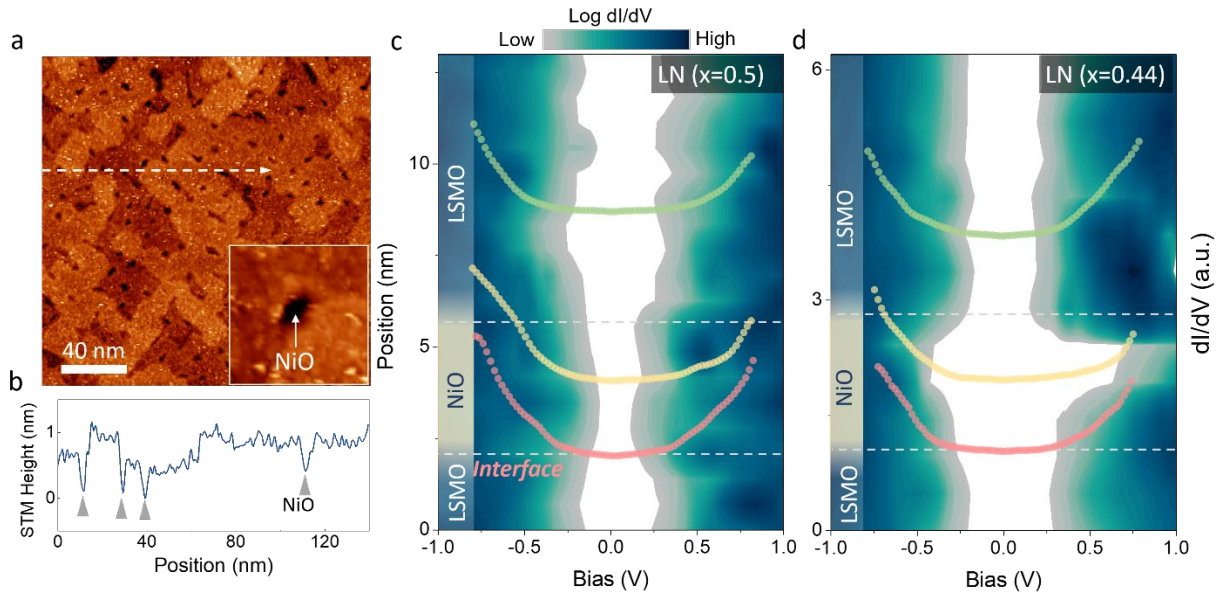 Log dI/dV
Low High
a
c
d
LN (x=0.5)
LN (x=0.44)
40 nm
NiO
b
STM Height (nm)
1
0
NiO
0 40 80 120
Position (nm)
Position (nm)
10
5
0
LSMO
NiO
LSMO
Interface
-1.0 -0.5 0.0 0.5 1.0
Bias (V)
6
3
0
LSMO
NiO
LSMO
-1.0 -0.5 0.0 0.5 1.0
Bias (V)
dI/dV (a.u.)